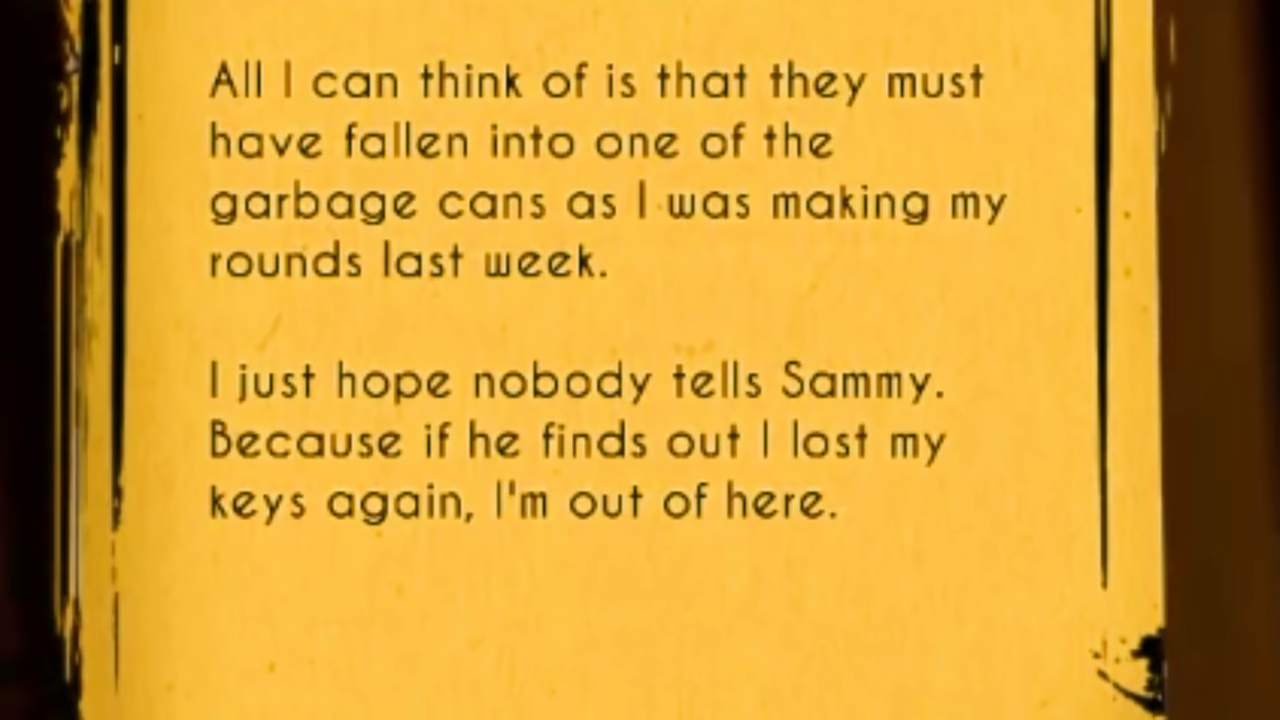 All I can think of is that they must
have fallen into one of the
garbage cans as I was making my
rounds last week.
I just hope nobody tells Sammy.
Because if he finds out I lost my
keys again, I'm out of here.